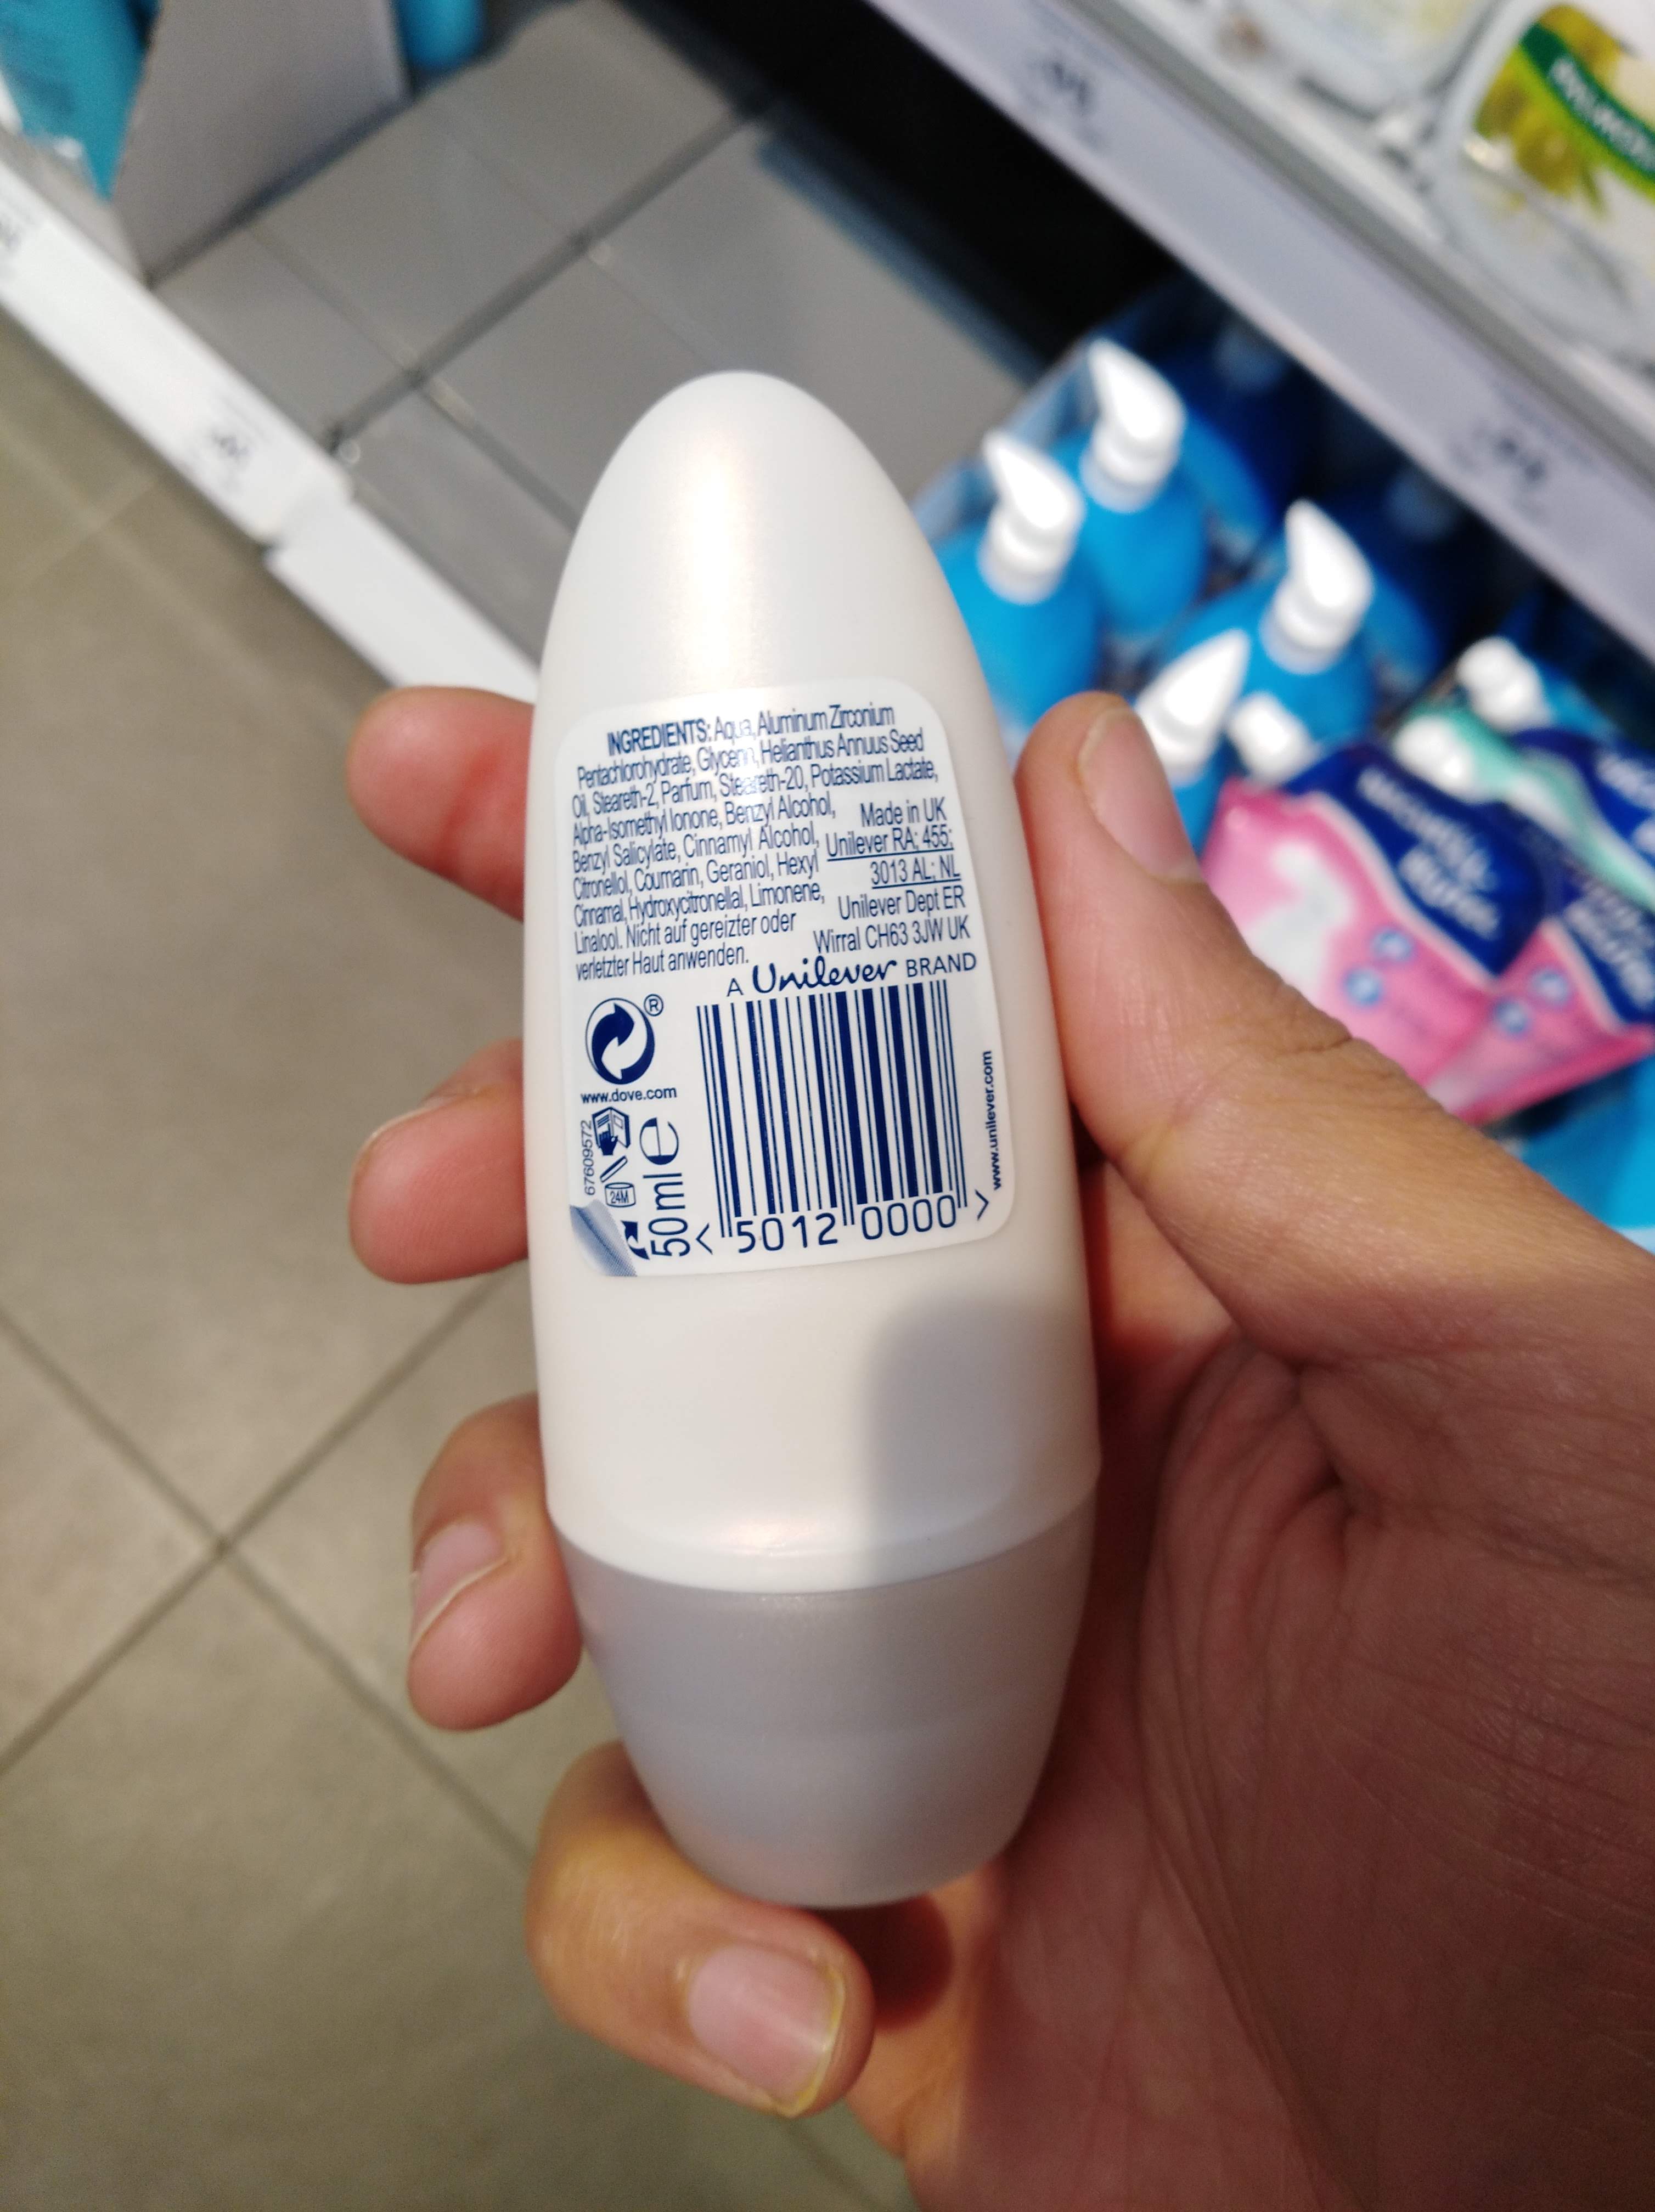 INGREDIENTS: Aqua, Aluminum Zirconium
Pentachlorohydrate, Glycerin, Helianthus Annuus Seed
Oil, Steareth-2, Parfum, Steareth-20, Potassium Lactate,
Alpha-Isomethyl Ionone, Benzyl Alcohol,
Benzyl Salicylate, Cinnamyl Alcohol,
Citronellol, Coumarin, Geraniol, Hexyl
Cinnamal, Hydroxycitronellal, Limonene,
Linalool. Nicht auf gereizter oder
verletzter Haut anwenden.
Made in UK
Unilever RA; 455;
3013 AL; NL
Unilever Dept ER
Wirral CH63 3JW UK
A Unilever BRAND
®
www.dove.com
67609572
24M
50ml e
< 5012 0000 >
www.unilever.com